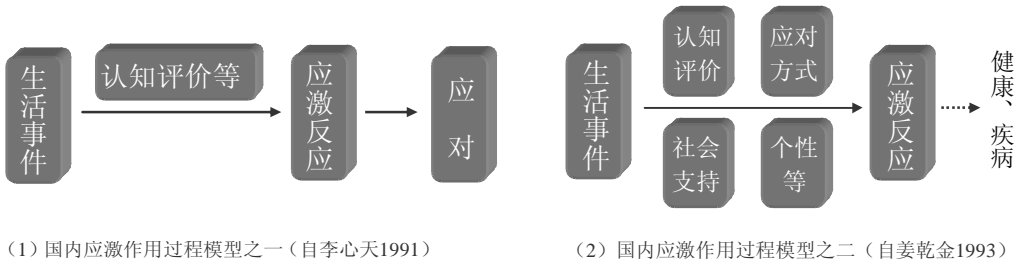 生活事件
认知评价等
应激反应
应对
生活事件
认知
评价
应对
方式
社会
支持
个性
等
应激反应
健康、疾病
（1）国内应激作用过程模型之一（自李心天1991）
（2）国内应激作用过程模型之二（自姜乾金1993）